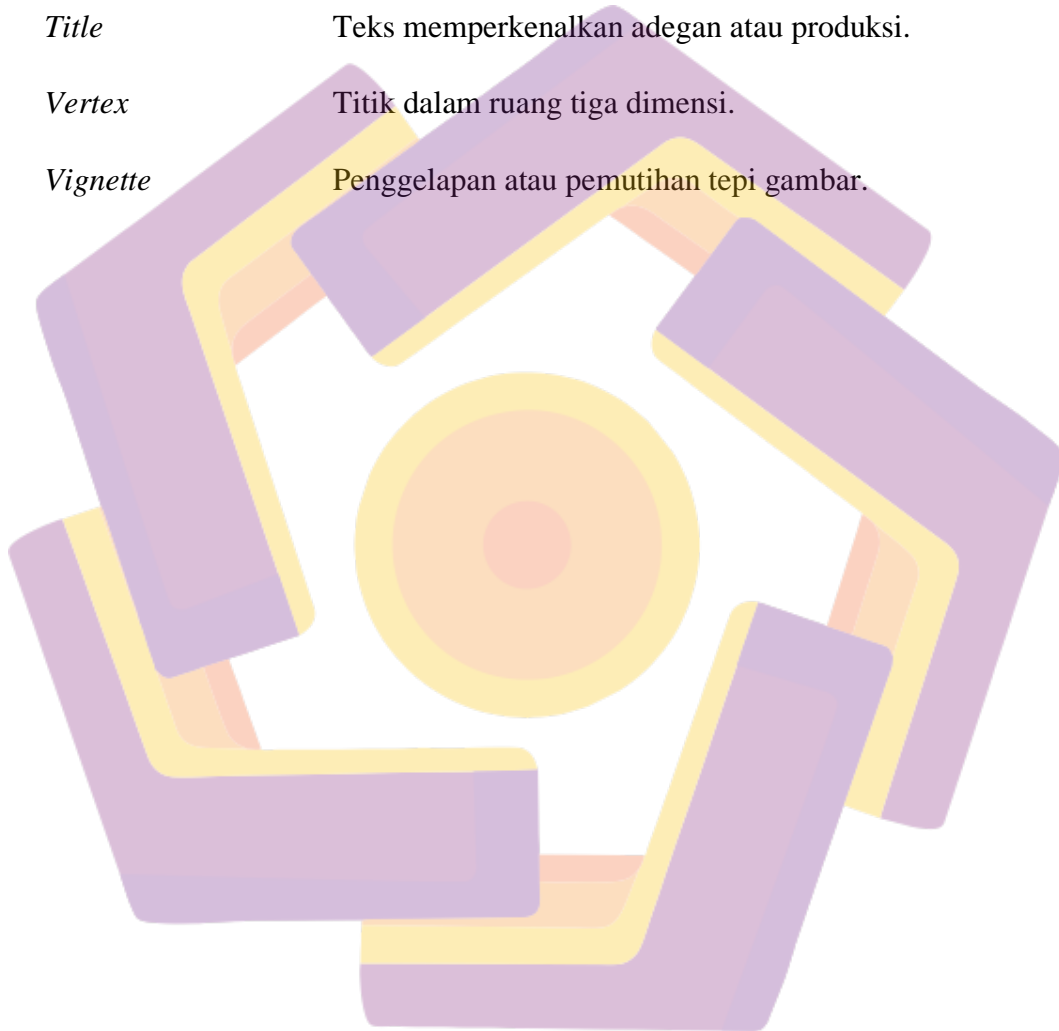 Title Teks memperkenalkan adegan atau produksi.
Vertex Titik dalam ruang tiga dimensi.
Vignette Penggelapan atau pemutihan tepi gambar.